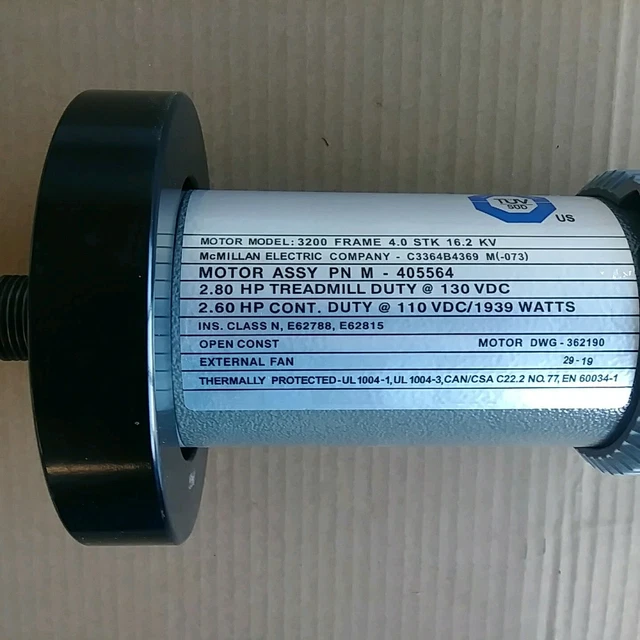 TÜV
SÜD
US
MOTOR MODEL: 3200 FRAME 4.0 STK 16.2 KV
McMILLAN ELECTRIC COMPANY - C3364B4369 M(-073)
MOTOR ASSY PN M - 405564
2.80 HP TREADMILL DUTY @ 130 VDC
2.60 HP CONT. DUTY @ 110 VDC/1939 WATTS
INS. CLASS N, E62788, E62815
OPEN CONST MOTOR DWG - 362190
EXTERNAL FAN 29-19
THERMALLY PROTECTED-UL1004-1, UL1004-3, CAN/CSA C22.2 NO. 77, EN 60034-1